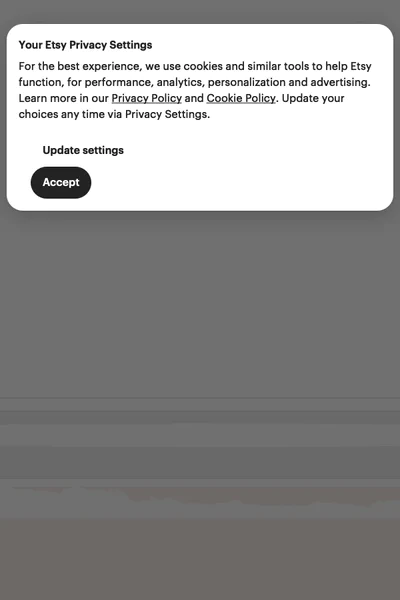 Your Etsy Privacy Settings
For the best experience, we use cookies and similar tools to help Etsy
function, for performance, analytics, personalization and advertising.
Learn more in our Privacy Policy and Cookie Policy. Update your
choices any time via Privacy Settings.
Update settings
Accept